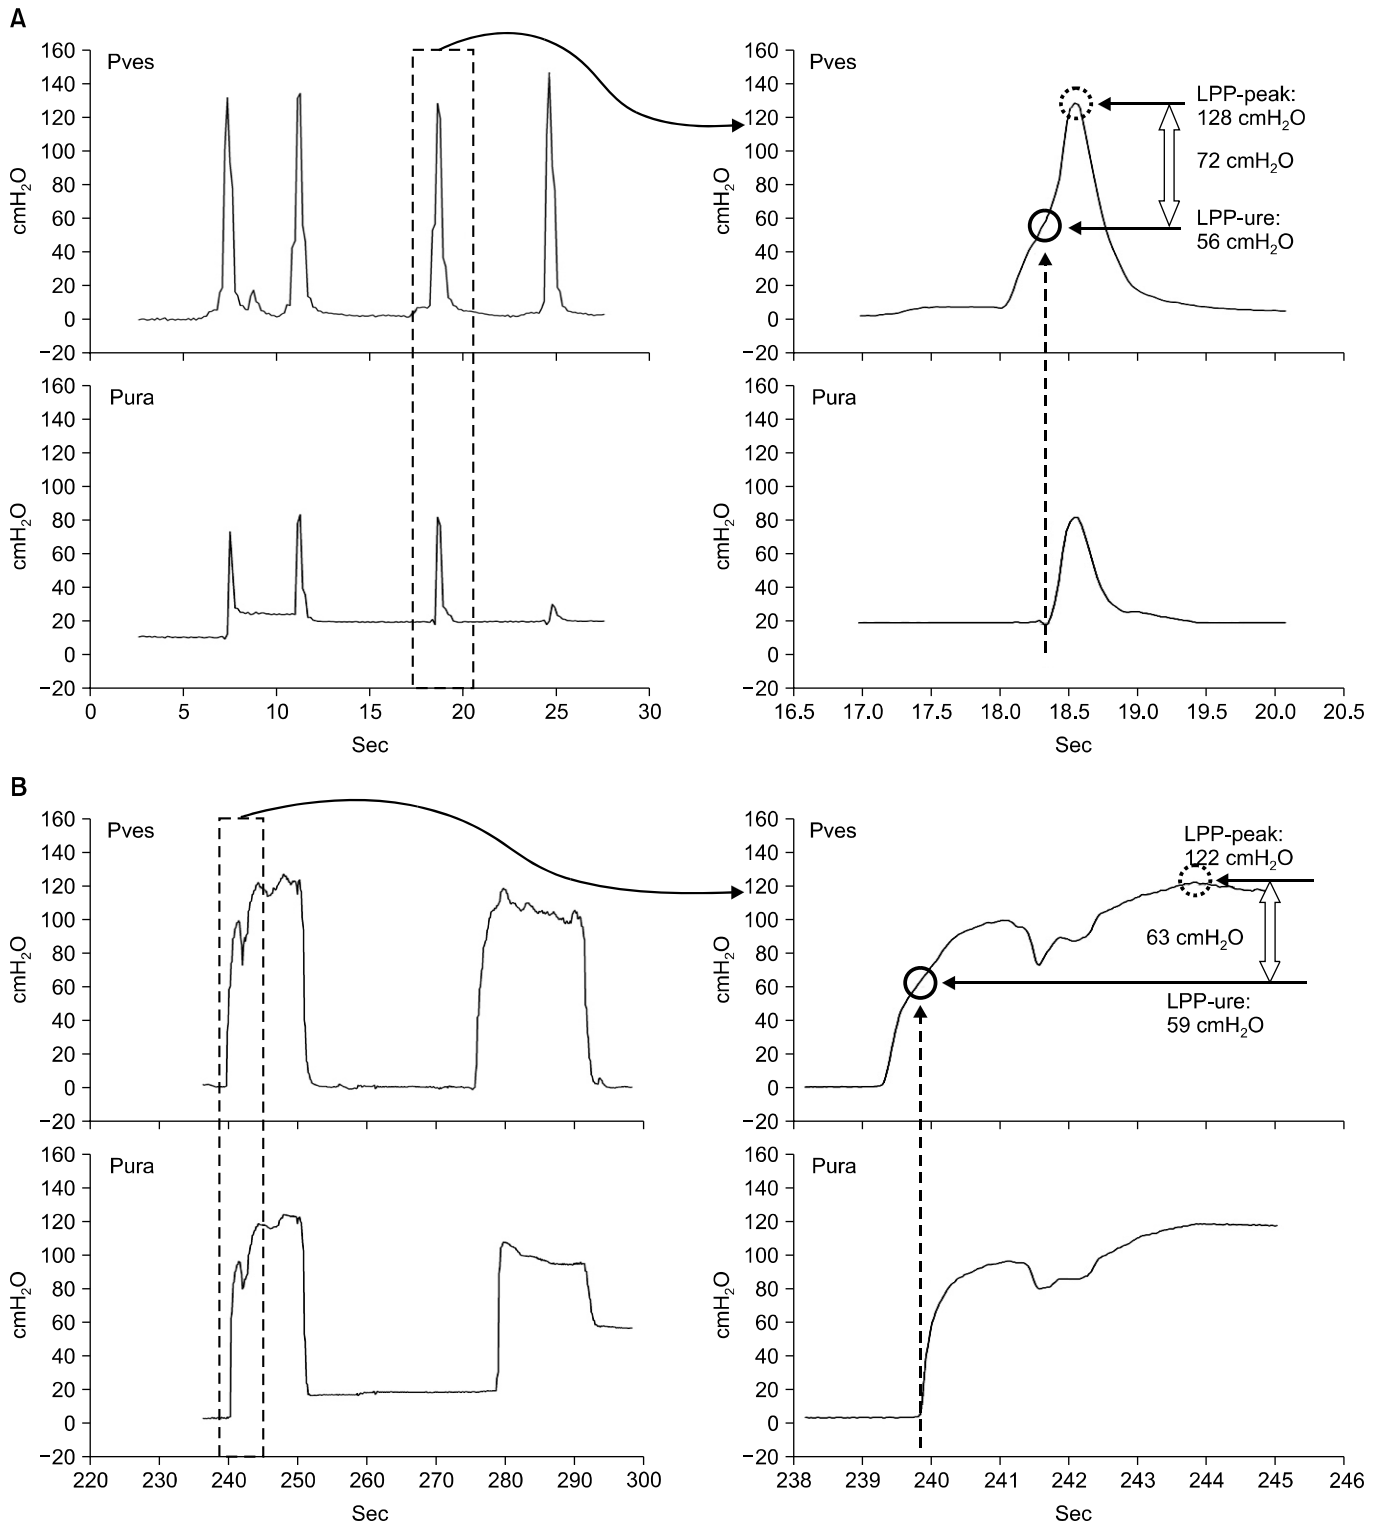 A
Pves
160
140
120
100
80
60
40
20
0
−20
cmH2O
Pves
160
140
120
100
80
60
40
20
0
−20
cmH2O
LPP-peak:
128 cmH2O
72 cmH2O
LPP-ure:
56 cmH2O
Pura
160
140
120
100
80
60
40
20
0
−20
cmH2O
0 5 10 15 20 25 30
Sec
Pura
160
140
120
100
80
60
40
20
0
−20
cmH2O
16.5 17.0 17.5 18.0 18.5 19.0 19.5 20.0 20.5
Sec
B
Pves
160
140
120
100
80
60
40
20
0
−20
cmH2O
Pves
160
140
120
100
80
60
40
20
0
−20
cmH2O
LPP-peak:
122 cmH2O
63 cmH2O
LPP-ure:
59 cmH2O
Pura
160
140
120
100
80
60
40
20
0
−20
cmH2O
220 230 240 250 260 270 280 290 300
Sec
Pura
160
140
120
100
80
60
40
20
0
−20
cmH2O
238 239 240 241 242 243 244 245 246
Sec